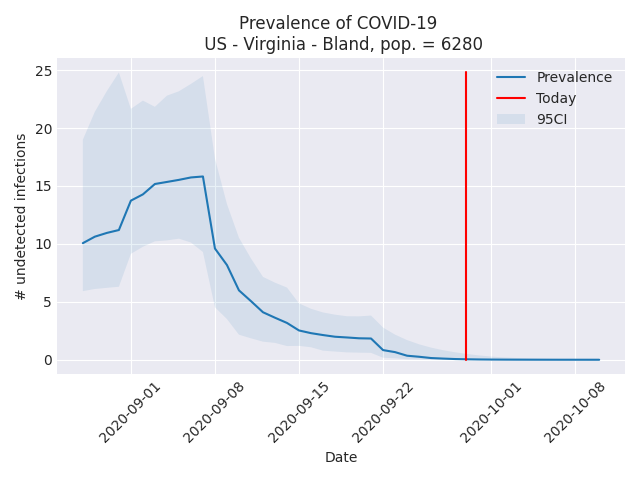 Prevalence of COVID-19
US - Virginia - Bland, pop. = 6280
25
20
15
10
5
0
# undetected infections
Prevalence
Today
95CI
2020-09-01
2020-09-08
2020-09-15
2020-09-22
2020-10-01
2020-10-08
Date